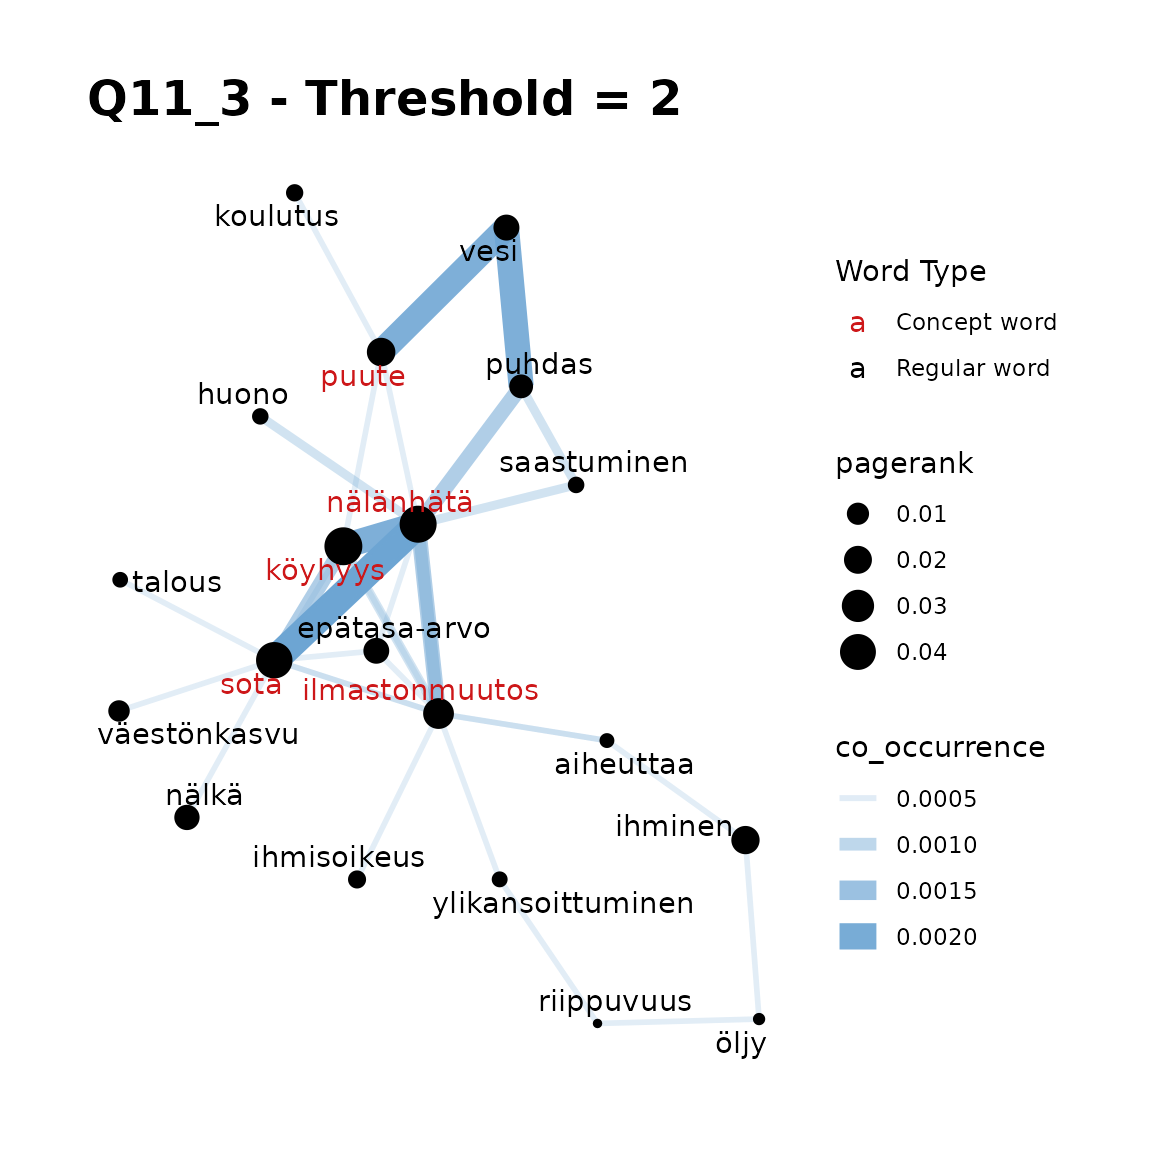 Q11_3 - Threshold = 2
koulutus
vesi
puhdas
puute
huono
saastuminen
nälänhätä
köyhyys
talous
epätasa-arvo
sota
ilmastonmuutos
väestönkasvu
aiheuttaa
nälkä
ihminen
ihmisoikeus
ylikansoittuminen
riippuvuus
öljy
Word Type
a Concept word
a Regular word
pagerank
0.01
0.02
0.03
0.04
co_occurrence
0.0005
0.0010
0.0015
0.0020